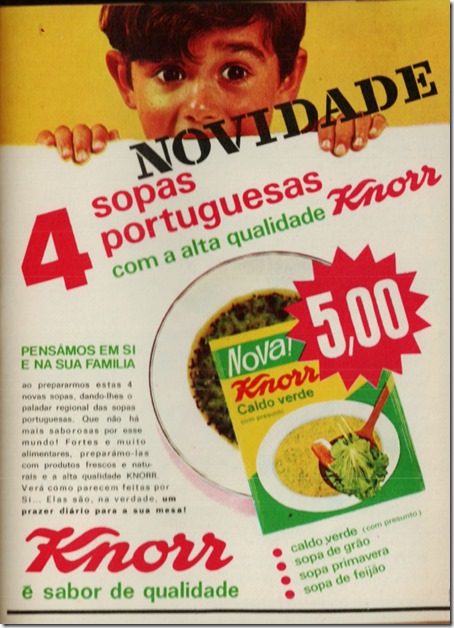 NOVIDADE
4 sopas
portuguesas
com a alta qualidade Knorr
5,00
PENSÁMOS EM SI
E NA SUA FAMILIA
ao prepararmos estas 4
novas sopas, dando-lhes o
paladar regional das sopas
portuguesas. Que não há
mais saborosas por esse
mundo! Fortes e muito
alimentares, preparámo-las
com produtos frescos e natu-
rais e a alta qualidade KNORR.
Verá como parecem feitas por
Si... Elas são, na verdade, um
prazer diário para a sua mesa!
Nova!
Knorr
Caldo verde
com presunto
caldo verde (com presunto)
sopa de grão
sopa primavera
sopa de feijão
Knorr
é sabor de qualidade